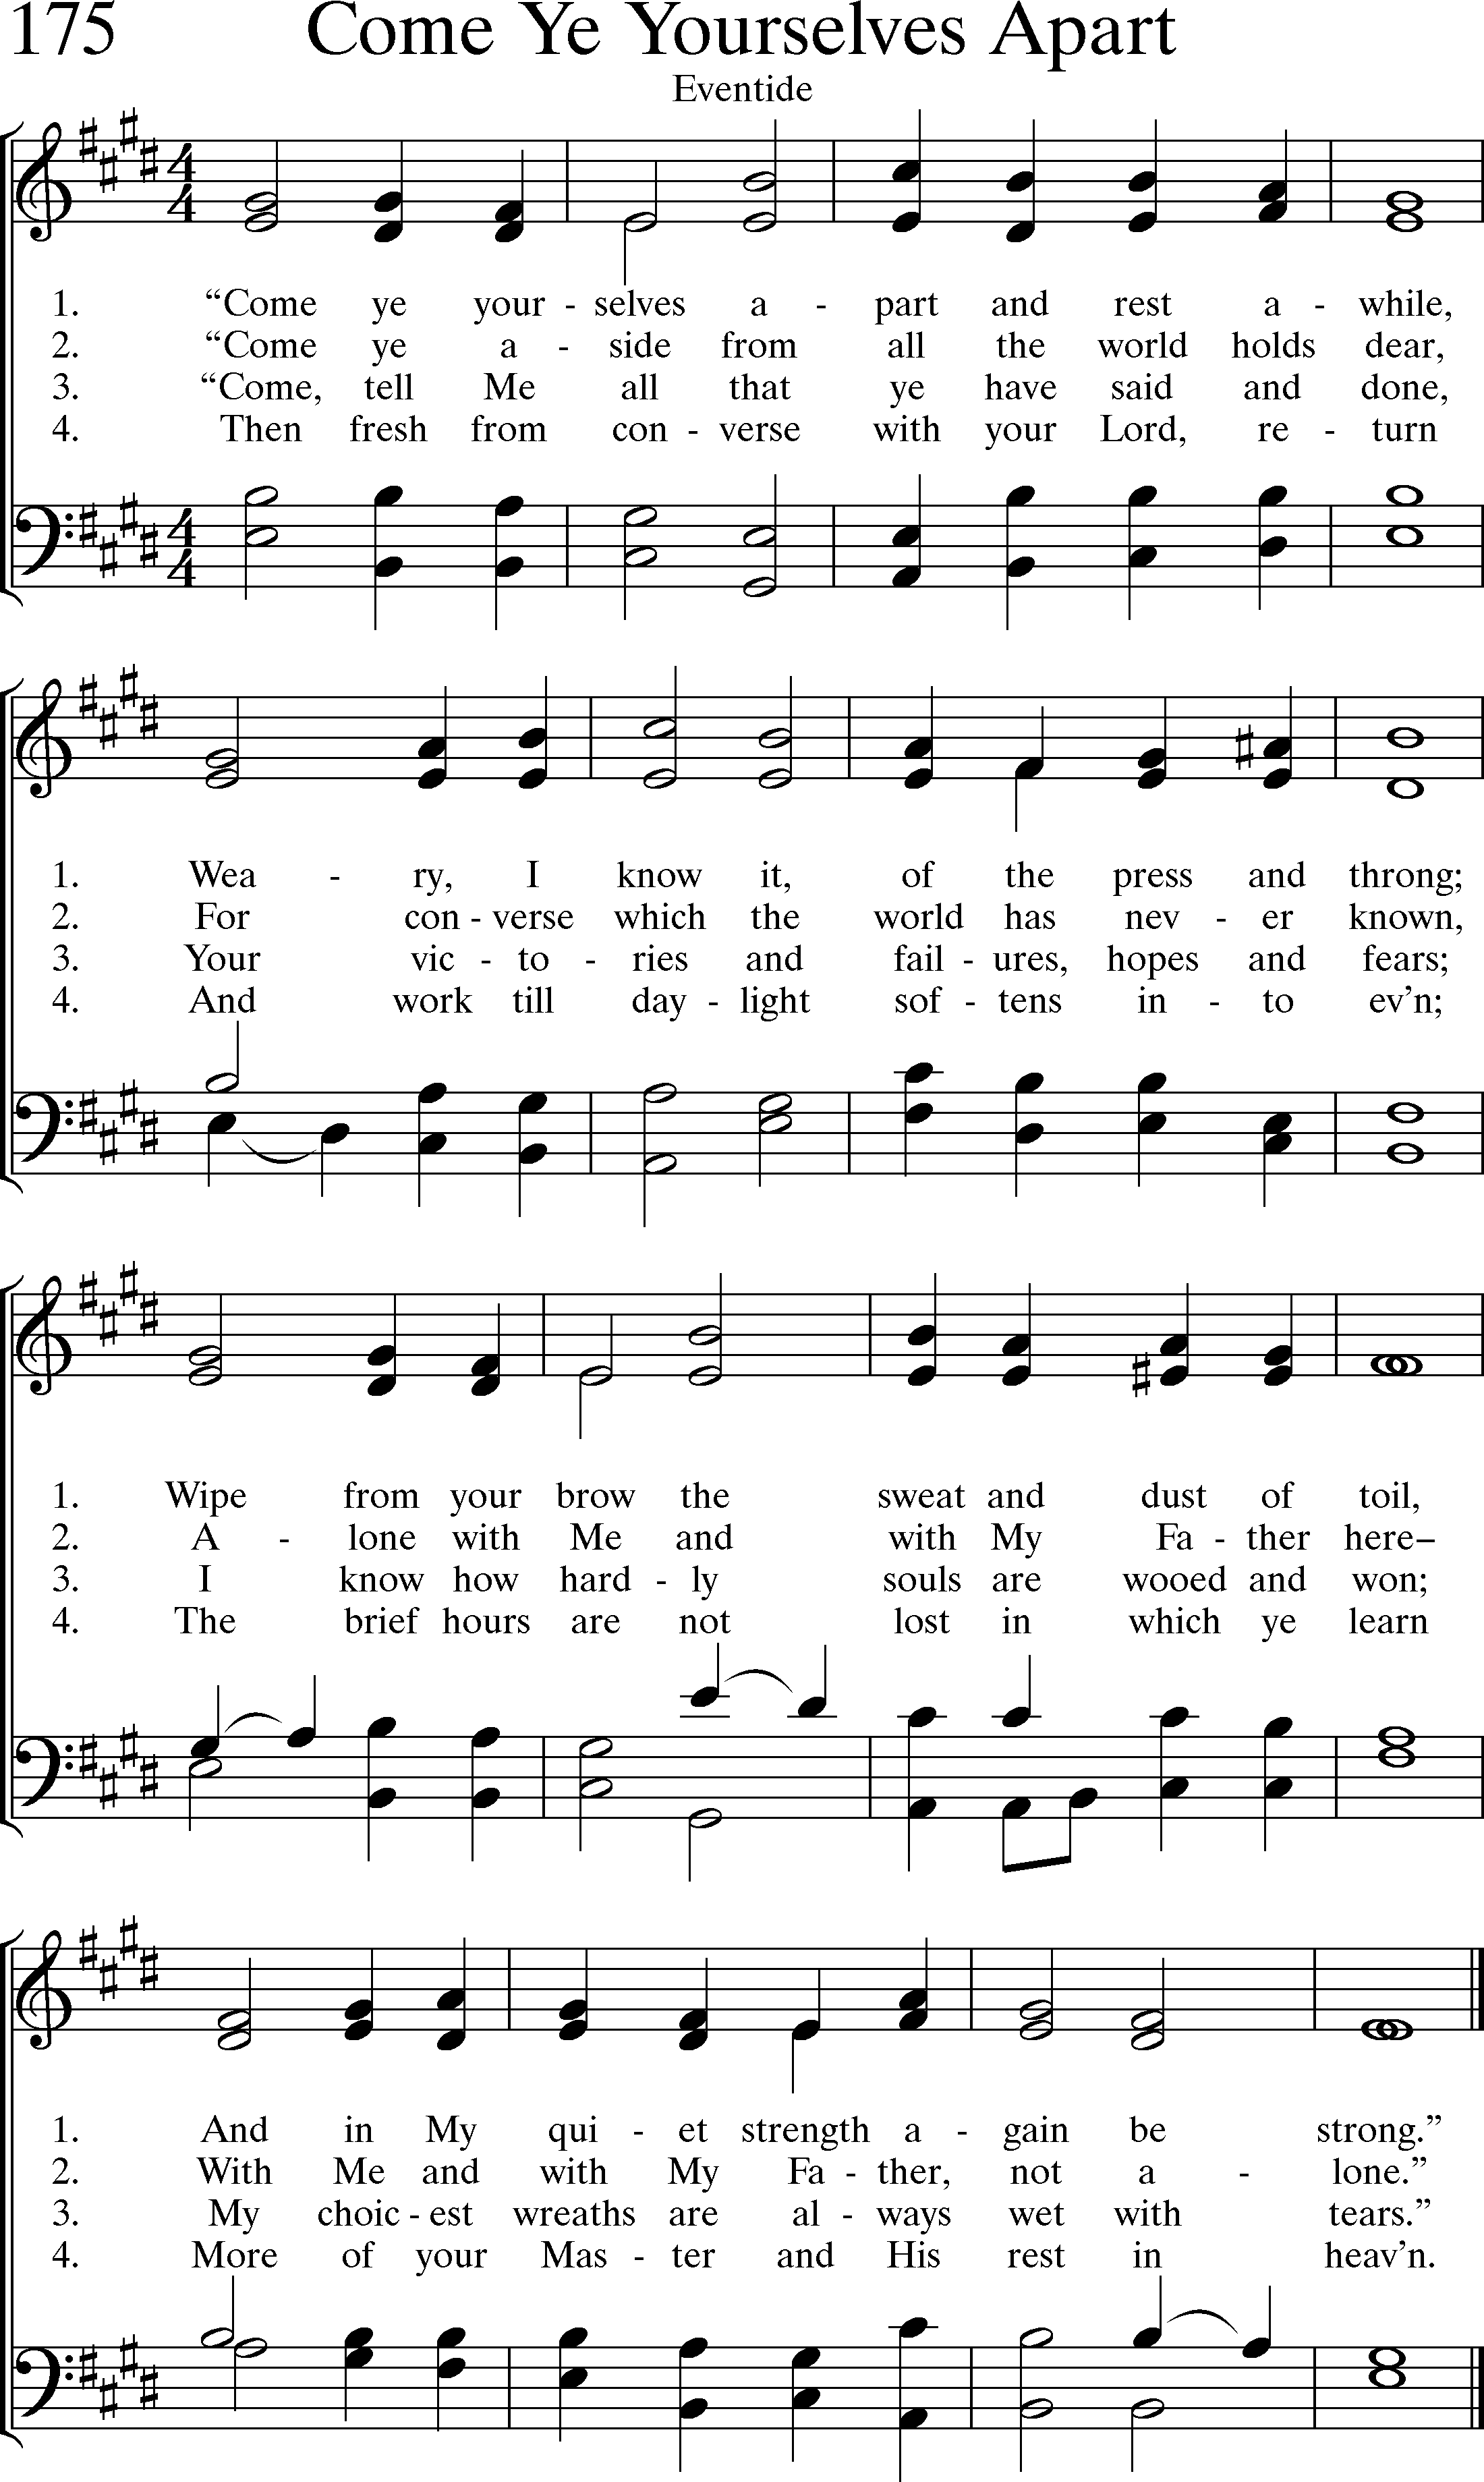 175 Come Ye Yourselves Apart
Eventide
4
4
1. “Come ye your - selves a - part and rest a - while,
2. “Come ye a - side from all the world holds dear,
3. “Come, tell Me all that ye have said and done,
4. Then fresh from con - verse with your Lord, re - turn
4
4
1. Wea - ry, I know it, of the press and throng;
2. For con - verse which the world has nev - er known,
3. Your vic - to - ries and fail - ures, hopes and fears;
4. And work till day - light sof - tens in - to ev’n;
1. Wipe from your brow the sweat and dust of toil,
2. A - lone with Me and with My Fa - ther here–
3. I know how hard - ly souls are wooed and won;
4. The brief hours are not lost in which ye learn
1. And in My qui - et strength a - gain be strong.”
2. With Me and with My Fa - ther, not a - lone.”
3. My choic - est wreaths are al - ways wet with tears.”
4. More of your Mas - ter and His rest in heav’n.